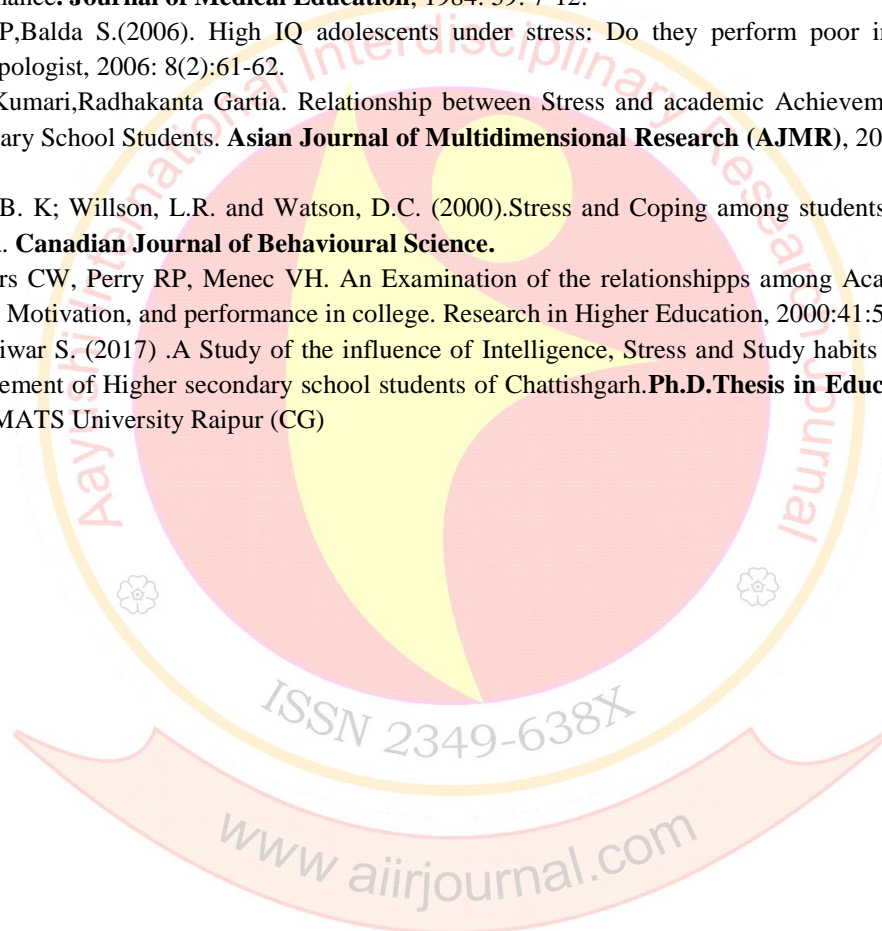 nance. Journal of Medical Education, 1984: 59: 7-12.
P,Balda S.(2006). High IQ adolescents under stress: Do they perform poor in
pologist, 2006: 8(2):61-62.
Kumari,Radhakanta Gartia. Relationship between Stress and academic Achievem
ary School Students. Asian Journal of Multidimensional Research (AJMR), 20
B. K; Willson, L.R. and Watson, D.C. (2000).Stress and Coping among students
. Canadian Journal of Behavioural Science.
rs CW, Perry RP, Menec VH. An Examination of the relationshipps among Aca
Motivation, and performance in college. Research in Higher Education, 2000:41:5
iwar S. (2017) .A Study of the influence of Intelligence, Stress and Study habits
ement of Higher secondary school students of Chattishgarh.Ph.D.Thesis in Educ
MATS University Raipur (CG)
Aayushi International Interdisciplinary Research Journal
ISSN 2349-638X
www.aiirjournal.com